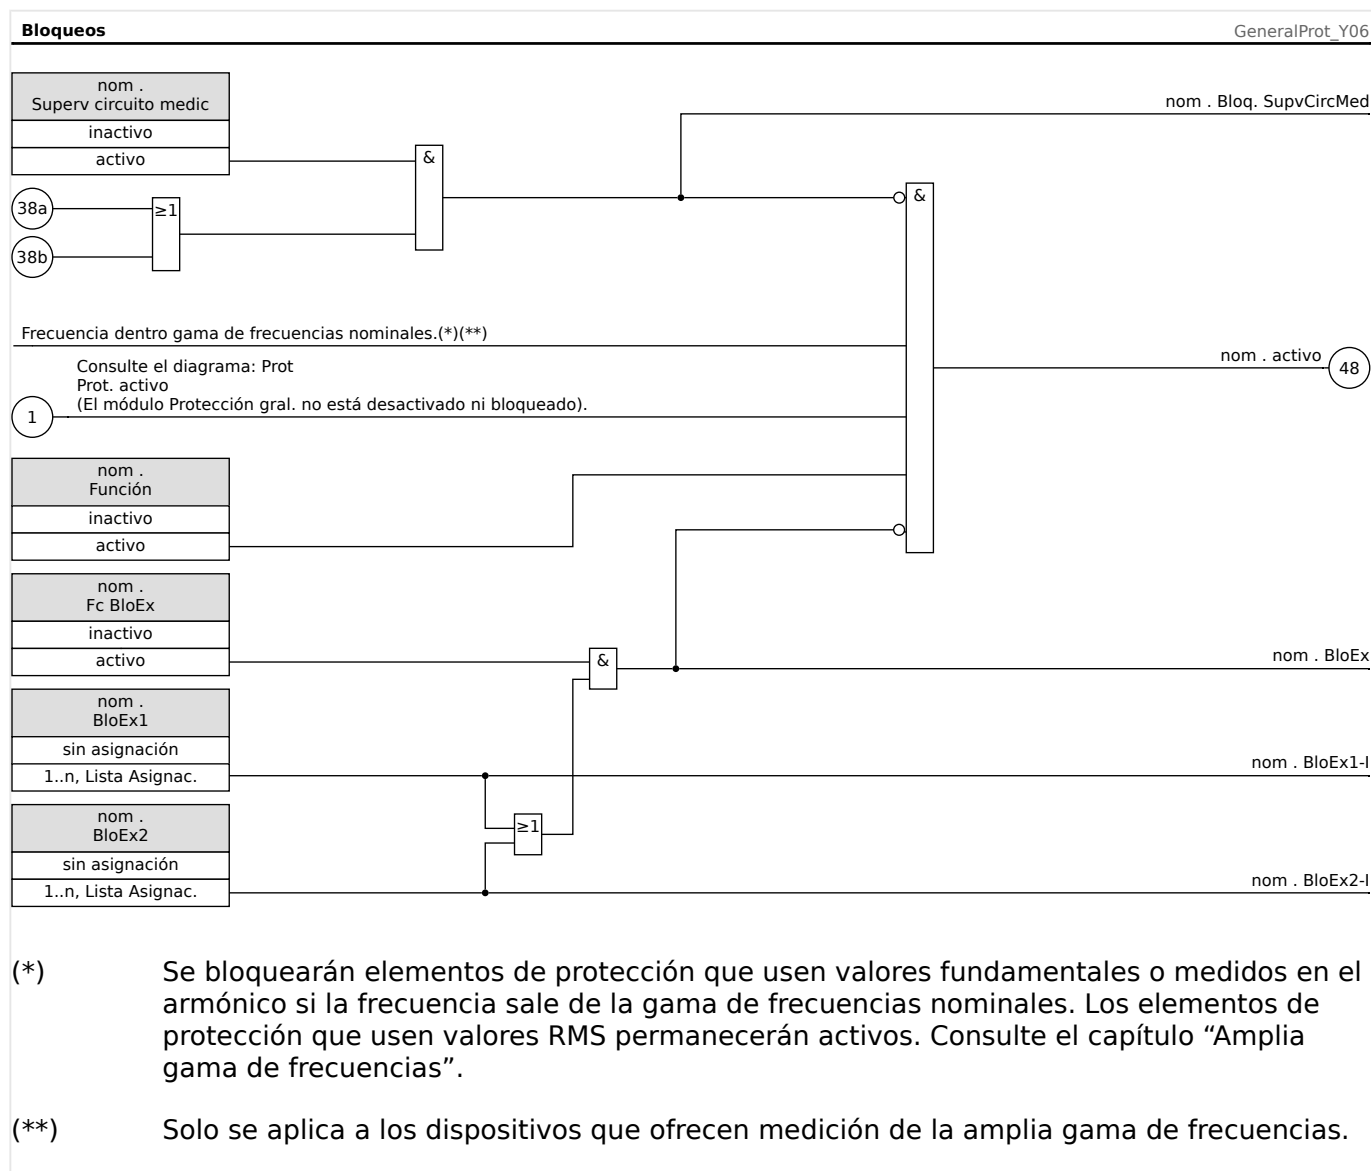 Bloqueos
GeneralProt_Y06
nom .
Superv circuito medic
inactivo
activo
38a
38b
≥1
&
nom . Bloq. SupvCircMed
&
Frecuencia dentro gama de frecuencias nominales.(*)(**)
Consulte el diagrama: Prot
Prot. activo
(El módulo Protección gral. no está desactivado ni bloqueado).
1
nom . activo
48
nom .
Función
inactivo
activo
nom .
Fc BloEx
inactivo
activo
&
nom . BloEx
nom .
BloEx1
sin asignación
1..n, Lista Asignac.
nom . BloEx1-I
≥1
nom .
BloEx2
sin asignación
1..n, Lista Asignac.
nom . BloEx2-I
(*) Se bloquearán elementos de protección que usen valores fundamentales o medidos en el
armónico si la frecuencia sale de la gama de frecuencias nominales. Los elementos de
protección que usen valores RMS permanecerán activos. Consulte el capítulo “Amplia
gama de frecuencias”.
(**) Solo se aplica a los dispositivos que ofrecen medición de la amplia gama de frecuencias.